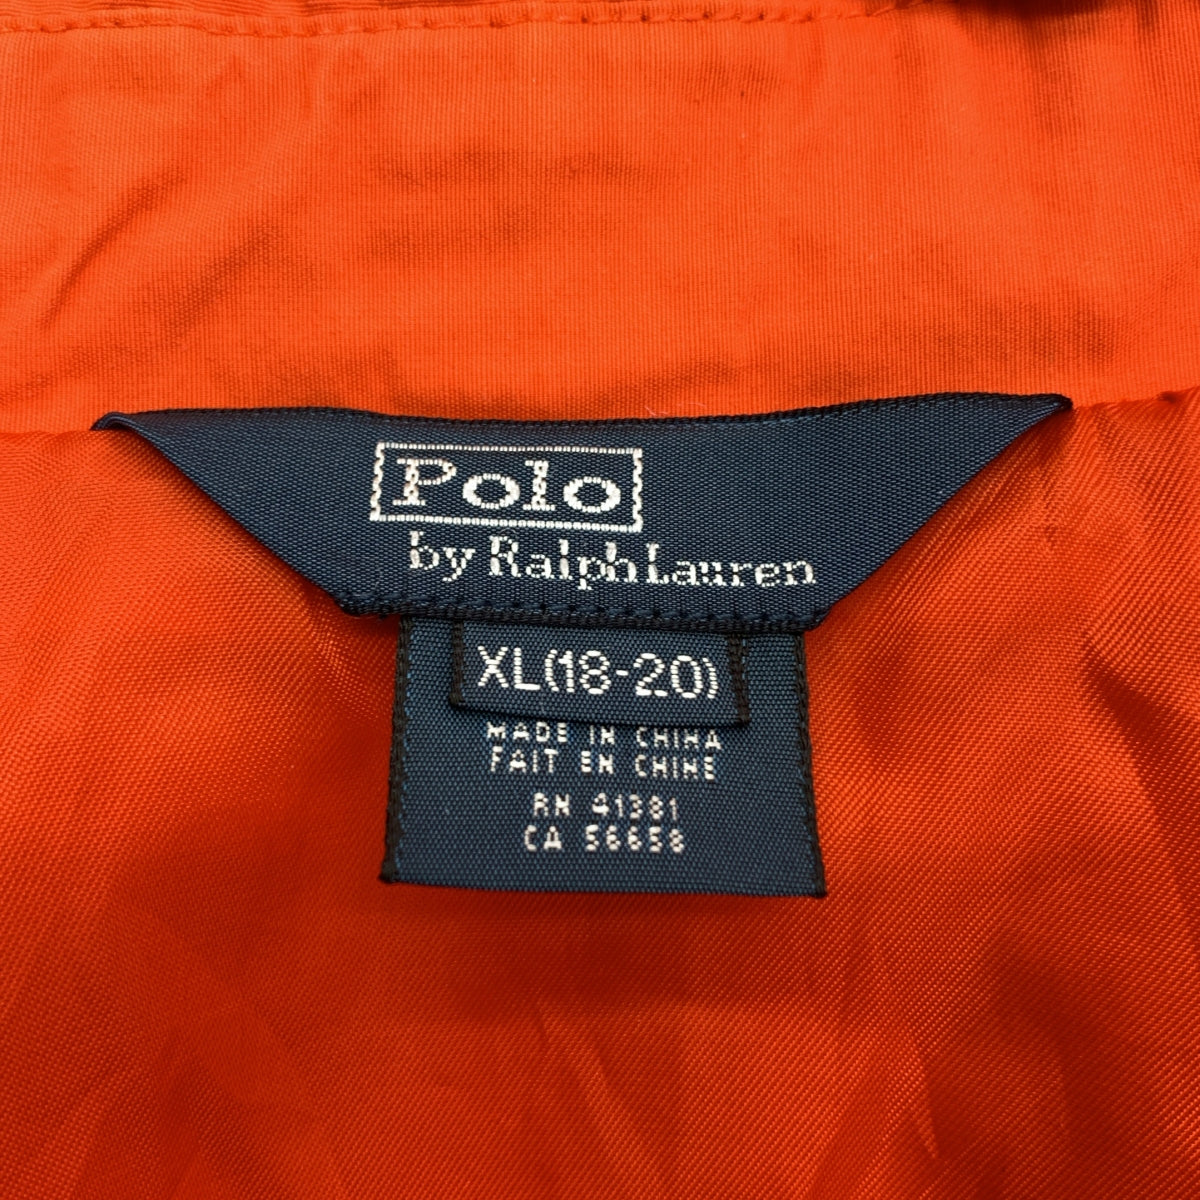 Polo
by Ralph Lauren
XL(18-20)
MADE IN CHINA
FAIT EN CHINE
RN 41381
CA 56658